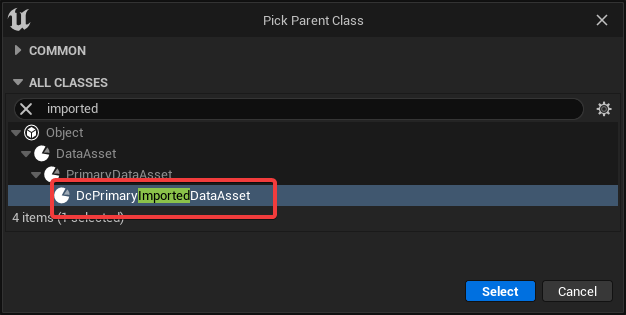 Pick Parent Class
COMMON
ALL CLASSES
imported
Object
DataAsset
PrimaryDataAsset
DcPrimaryImportedDataAsset
4 items (1 selected)
Select
Cancel